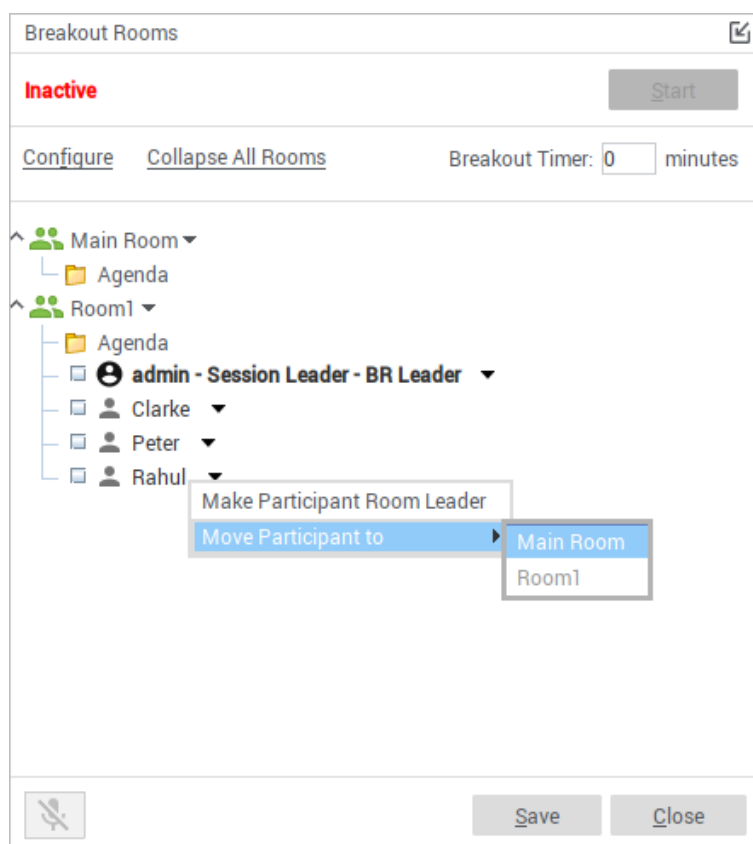 Breakout Rooms
Inactive Start
Configure Collapse All Rooms Breakout Timer: 0 minutes
Main Room
Agenda
Room1
Agenda
admin - Session Leader - BR Leader
Clarke
Peter
Rahul
Make Participant Room Leader
Move Participant to Main Room
Room1
Save Close